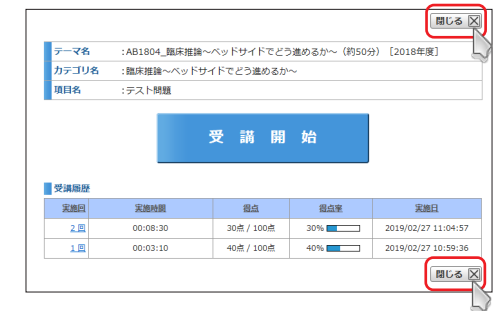 閉じる
テーマ名 :AB1804_臨床推論～ベッドサイドでどう進めるか～（約50分）［2018年度］
カテゴリ名 :臨床推論～ベッドサイドでどう進めるか～
項目名 :テスト問題
受 講 開 始
受講履歴
実施回 実施時間 得点 得点率 実施日
2 回 00:08:30 30点 / 100点 30% 2019/02/27 11:04:57
1 回 00:03:10 40点 / 100点 40% 2019/02/27 10:59:36
閉じる